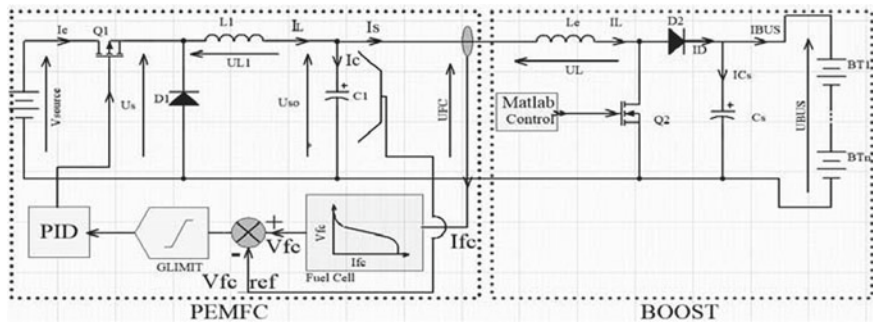 Ie
Q1
L1
IL
Is
Le
IL
D2
ID
IBUS
UL1
Ic
UL
ICs
BT1
Vsource
Us
D1
Uso
C1
UFC
Matlab
Control
Q2
Cs
UBUS
BTn
PID
GLIMIT
+
-
Vfc
Vfc
Ifc
Fuel Cell
Ifc
Vfc ref
PEMFC
BOOST